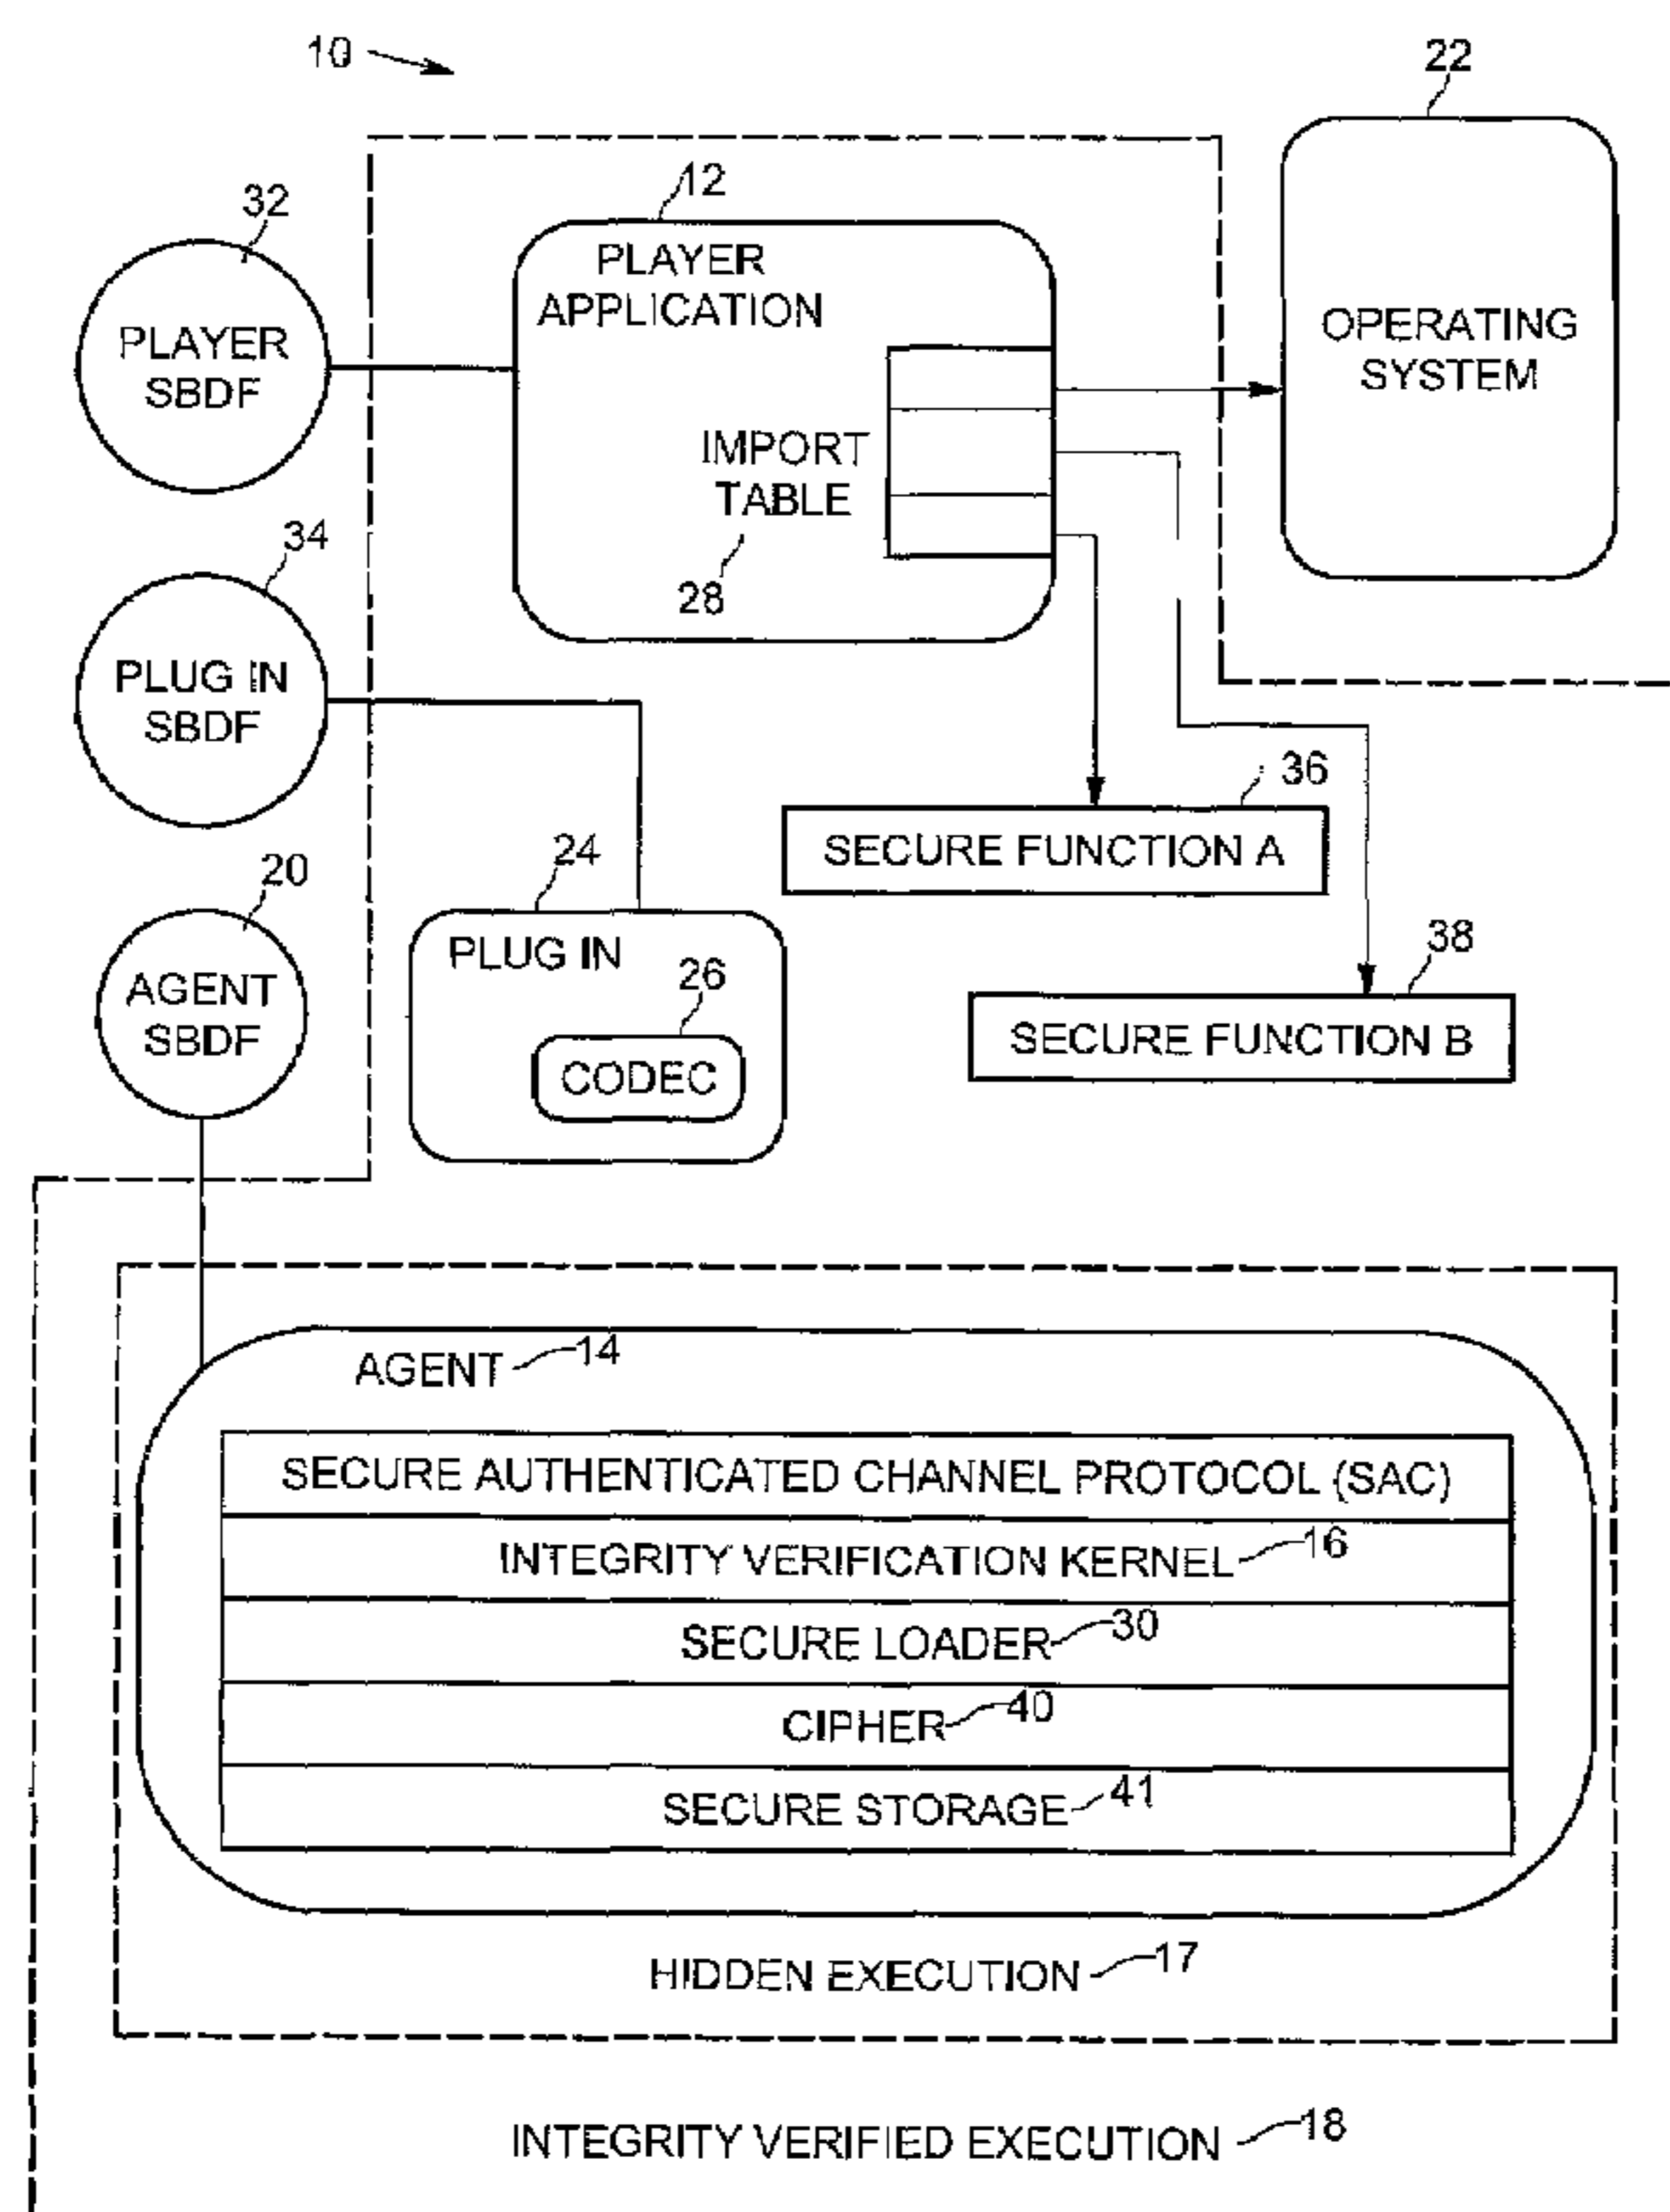 10
22
32
12
PLAYER
APPLICATION
PLAYER
SBDF
OPERATING
SYSTEM
IMPORT
TABLE
28
34
PLUG IN
SBDF
36
SECURE FUNCTION A
24
20
PLUG IN
26
CODEC
38
SECURE FUNCTION B
AGENT
SBDF
AGENT 14
SECURE AUTHENTICATED CHANNEL PROTOCOL (SAC)
INTEGRITY VERIFICATION KERNEL 16
SECURE LOADER 30
CIPHER 40
SECURE STORAGE 41
HIDDEN EXECUTION 17
INTEGRITY VERIFIED EXECUTION 18